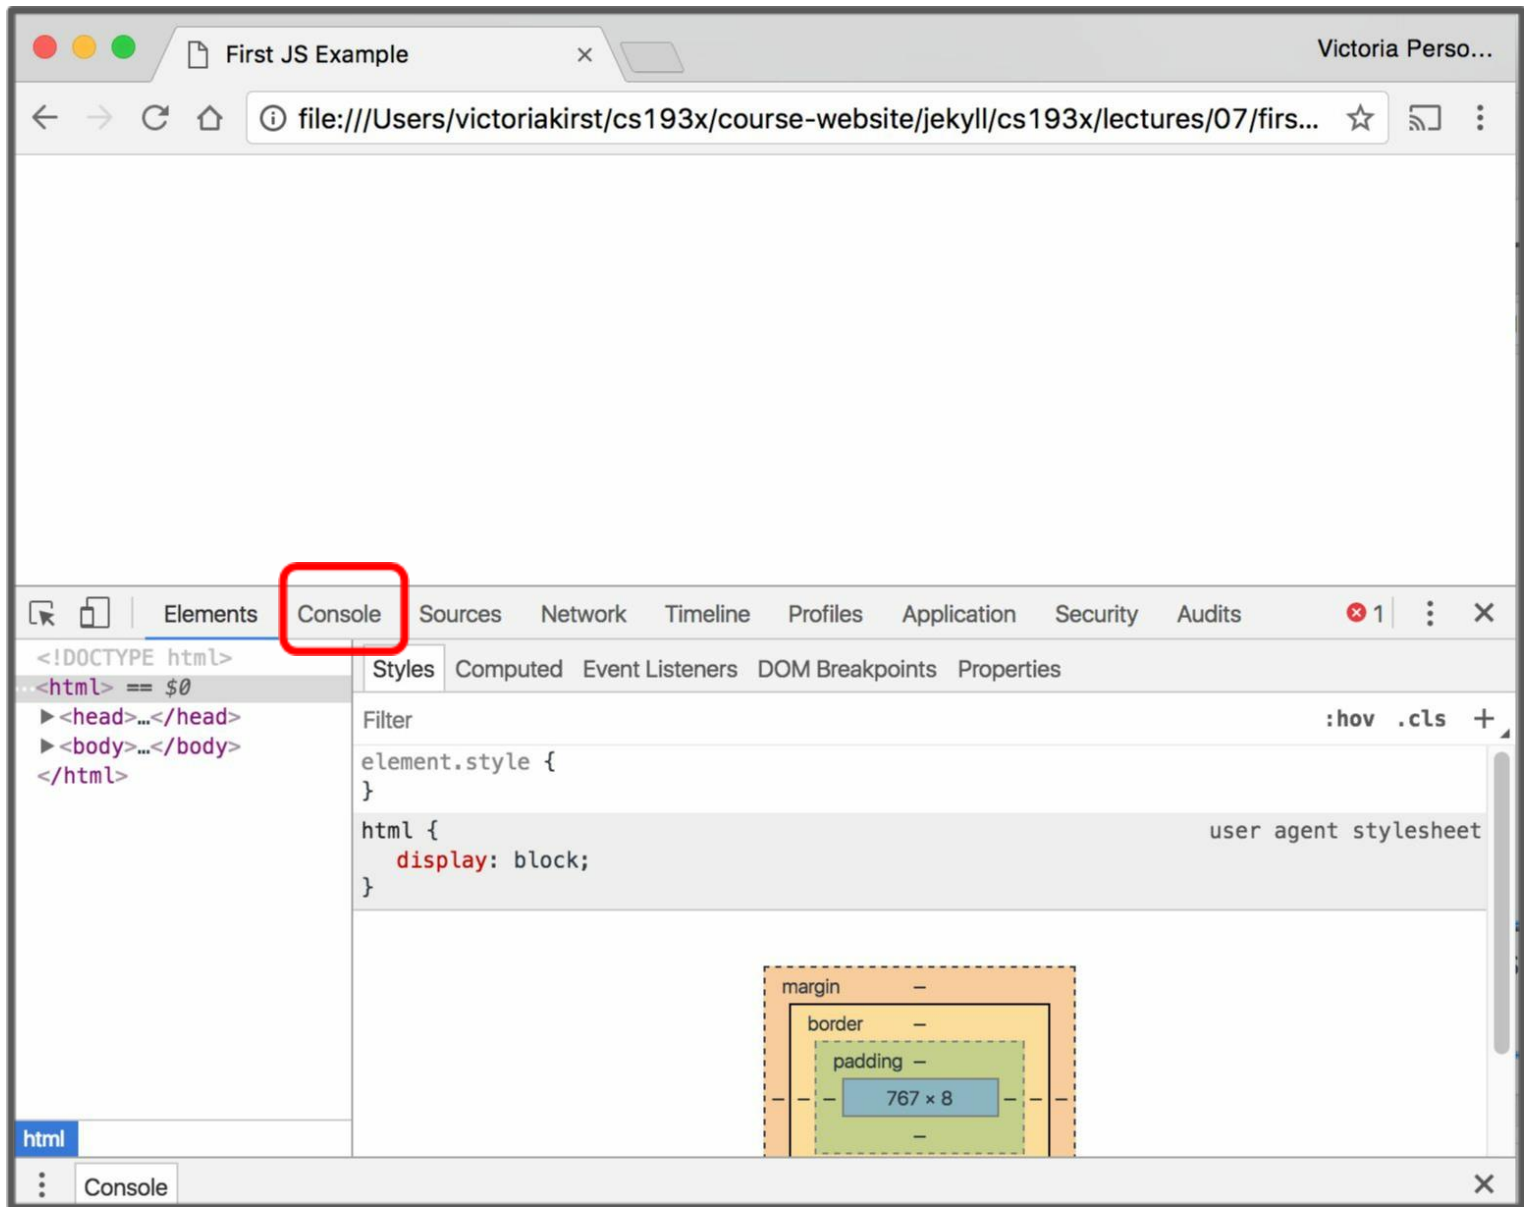 First JS Example
Victoria Perso...
file:///Users/victoriakirst/cs193x/course-website/jekyll/cs193x/lectures/07/firs...
Elements Console Sources Network Timeline Profiles Application Security Audits 1
<!DOCTYPE html>
...<html> == $0
<head>…</head>
<body>…</body>
</html>
html
Styles Computed Event Listeners DOM Breakpoints Properties
Filter :hov .cls +
element.style {
}
html { user agent stylesheet
display: block;
}
margin –
border –
padding –
– – – 767 × 8 – – –
–
Console